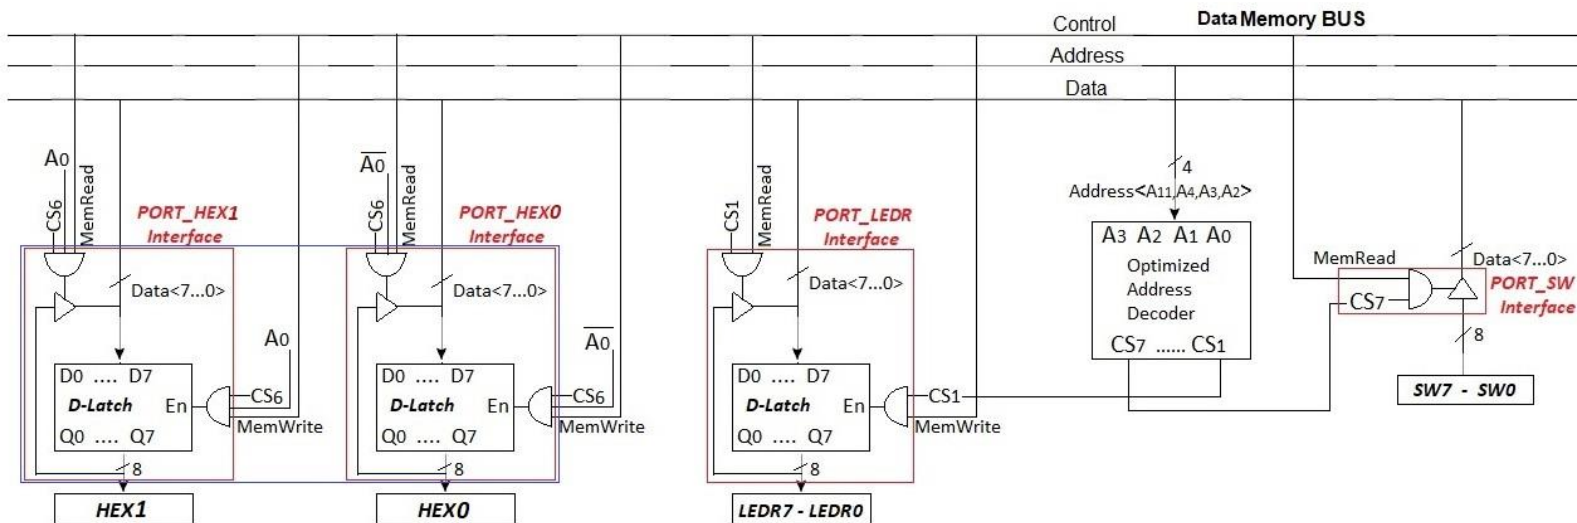 Data Memory BUS
Control
Address
Data
A0
CS6
MemRead
PORT_HEX1
Interface
Data<7...0>
A0
D0 .... D7
D-Latch En
CS6
MemWrite
Q0 .... Q7
8
HEX1
A̅0̅
CS6
MemRead
PORT_HEX0
Interface
Data<7...0>
A̅0̅
D0 .... D7
D-Latch En
CS6
MemWrite
Q0 .... Q7
8
HEX0
CS1
MemRead
PORT_LEDR
Interface
Data<7...0>
D0 .... D7
D-Latch En
CS1
MemWrite
Q0 .... Q7
8
LEDR7 - LEDR0
4
Address<A11,A4,A3,A2>
A3 A2 A1 A0
Optimized
Address
Decoder
CS7 ...... CS1
MemRead
CS7
Data<7...0>
PORT_SW
Interface
8
SW7 - SW0